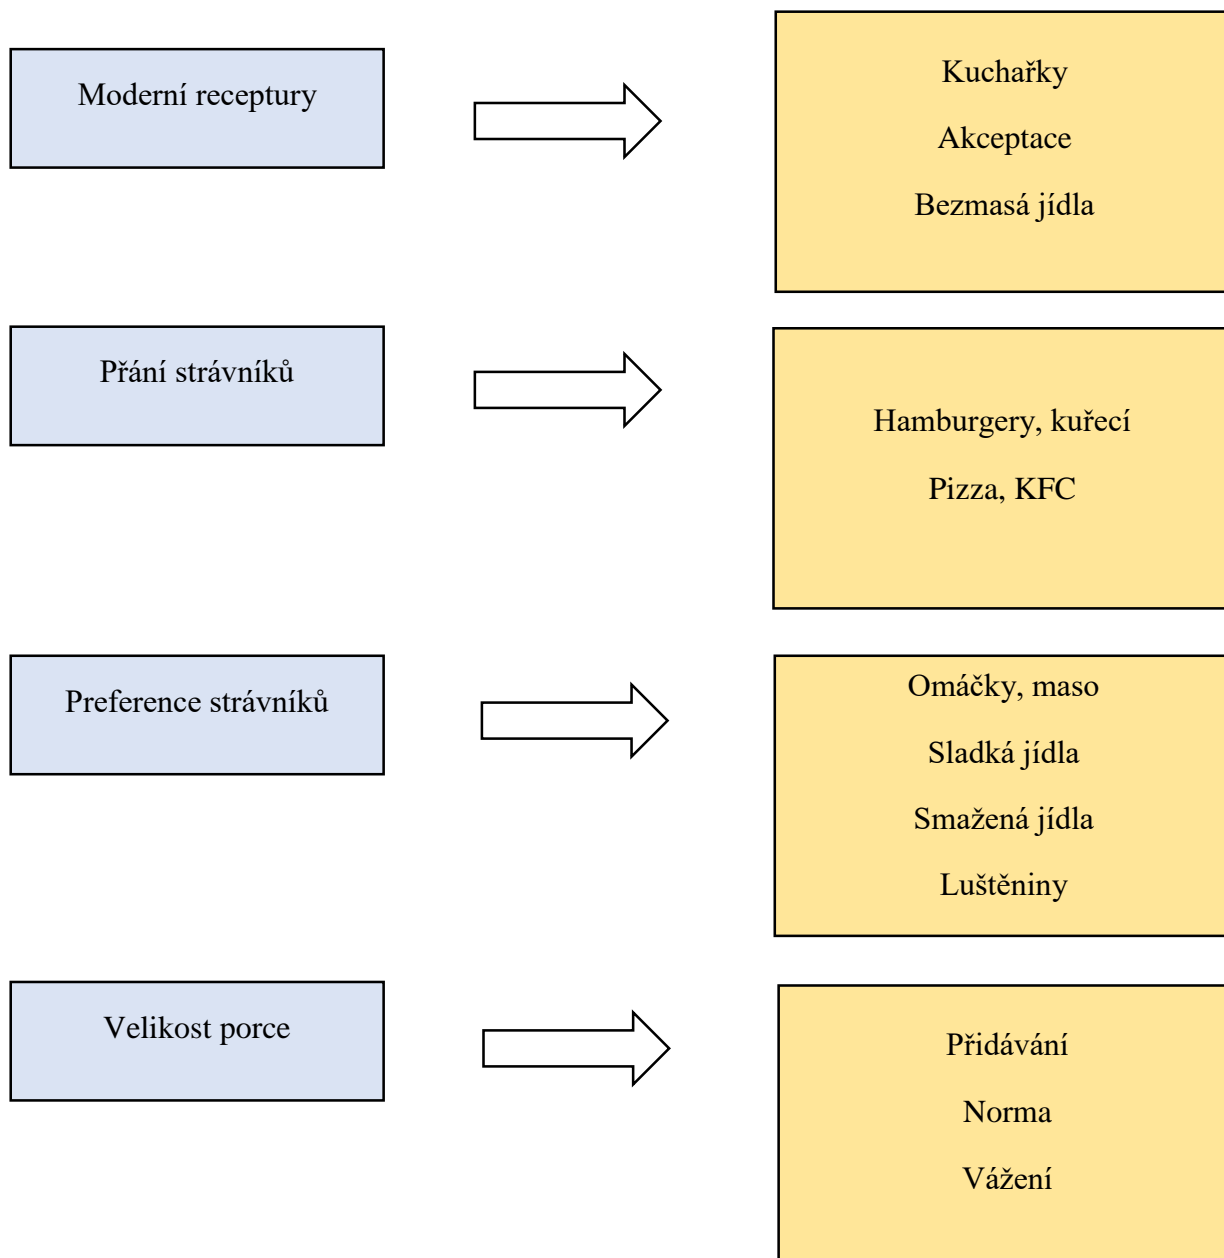 Moderní receptury
Kuchařky
Akceptace
Bezmasá jídla
Přání strávníků
Hamburgery, kuřecí
Pizza, KFC
Preference strávníků
Omáčky, maso
Sladká jídla
Smažená jídla
Luštěniny
Velikost porce
Přidávání
Norma
Vážení